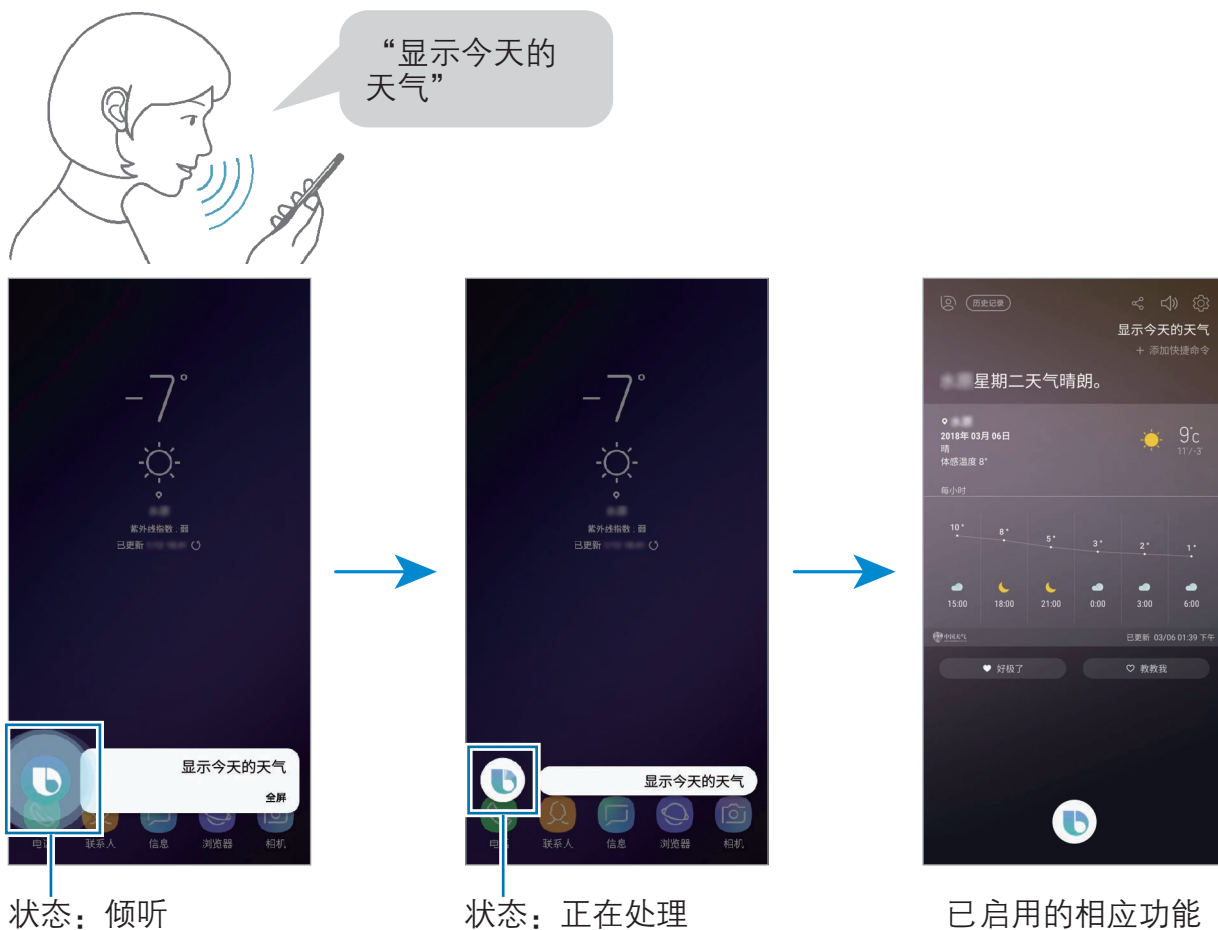 “显示今天的
天气”
-7°
紫外线指数 : 弱
已更新
显示今天的天气
全屏
联系人
信息
浏览器
相机
状态：倾听
-7°
紫外线指数 : 弱
已更新
显示今天的天气
联系人
信息
浏览器
相机
状态：正在处理
历史记录
显示今天的天气
+ 添加快捷命令
星期二天气晴朗。
2018年 03月 06日
晴
体感温度 8°
9°c
11°/-3°
每小时
10° 8° 5° 3° 2° 1°
15:00 18:00 21:00 0:00 3:00 6:00
中国天气
已更新 03/06 01:39 下午
好极了
教教我
已启用的相应功能